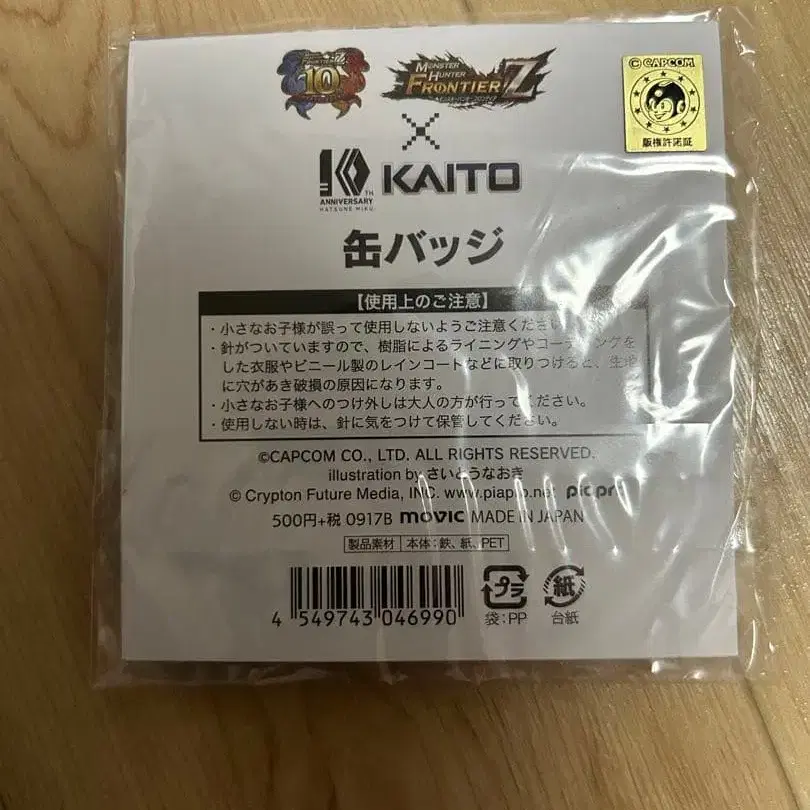 10
MONSTER HUNTER
FRONTIER Z
© CAPCOM
版権許諾証
×
10TH
ANNIVERSARY
HATSUNE MIKU
KAITO
缶バッジ
【使用上のご注意】
・小さなお子様が誤って使用しないようご注意くださ
・針がついていますので、樹脂によるライニングやコーティングを
した衣服やビニール製のレインコートなどに取りつけると、生地
に穴があき破損の原因になります。
・小さなお子様へのつけ外しは大人の方が行ってください。
・使用しない時は、針に気をつけて保管してください。
©CAPCOM CO., LTD. ALL RIGHTS RESERVED.
illustration by さいとうなおき
© Crypton Future Media, INC. www.piapro.net piapro
500円+税 0917B movic MADE IN JAPAN
製品素材 本体:鉄、紙、PET
4 549743 046990
プラ
袋:PP
紙
台紙